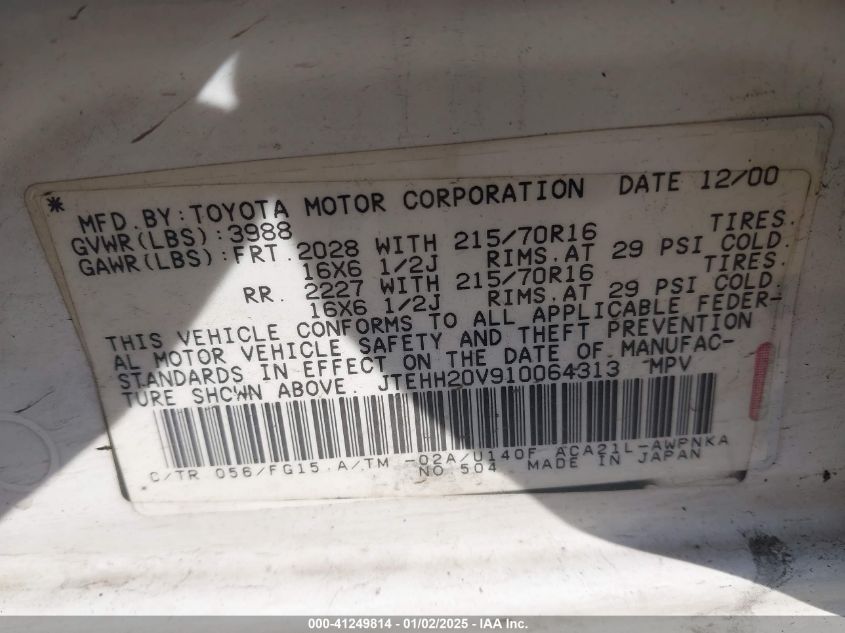 * MFD.BY:TOYOTA MOTOR CORPORATION DATE 12/00
GVWR(LBS):3988
GAWR(LBS):FRT.2028 WITH 215/70R16 TIRES.
16X6 1/2J RIMS.AT 29 PSI COLD.
RR. 2227 WITH 215/70R16 TIRES.
16X6 1/2J RIMS.AT 29 PSI COLD.
THIS VEHICLE CONFORMS TO ALL APPLICABLE FEDER-
AL MOTOR VEHICLE SAFETY AND THEFT PREVENTION
STANDARDS IN EFFECT ON THE DATE OF MANUFAC-
TURE SHOWN ABOVE. JTEHH20V910064313 MPV
C/TR 056/FG15 A/TM -02A/U140F ACA21L-AWPNKA
NO 504 MADE IN JAPAN
000-41249814 - 01/02/2025 - IAA Inc.